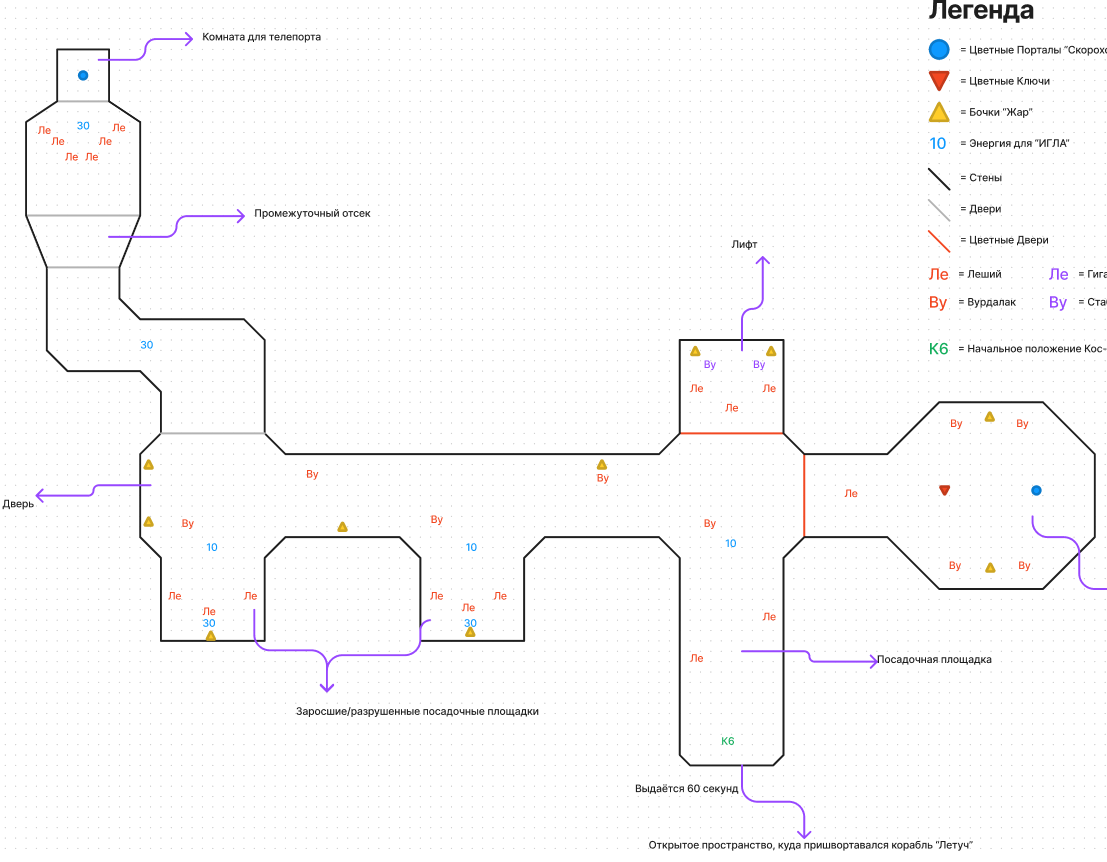 Легенда
= Цветные Порталы "Скорохо
= Цветные Ключи
= Бочки "Жар"
10 = Энергия для "ИГЛА"
= Стены
= Двери
= Цветные Двери
Ле = Леший Ле = Гига
Ву = Вурдалак Ву = Ста
К6 = Начальное положение Кос-
Комната для телепорта
30
Ле Ле
Ле Ле
Ле Ле
Промежуточный отсек
Лифт
30
Ву Ву
Ле Ле
Ле
Ву Ву
Ву Ву
Ле
Дверь
Ву Ву Ву
10 10 10
Ву Ву
Ле Ле Ле Ле
Ле Ле
30 30
Ле
Ле
Посадочная площадка
Заросшие/разрушенные посадочные площадки
К6
Выдаётся 60 секунд
Открытое пространство, куда пришвортавался корабль "Летуч"